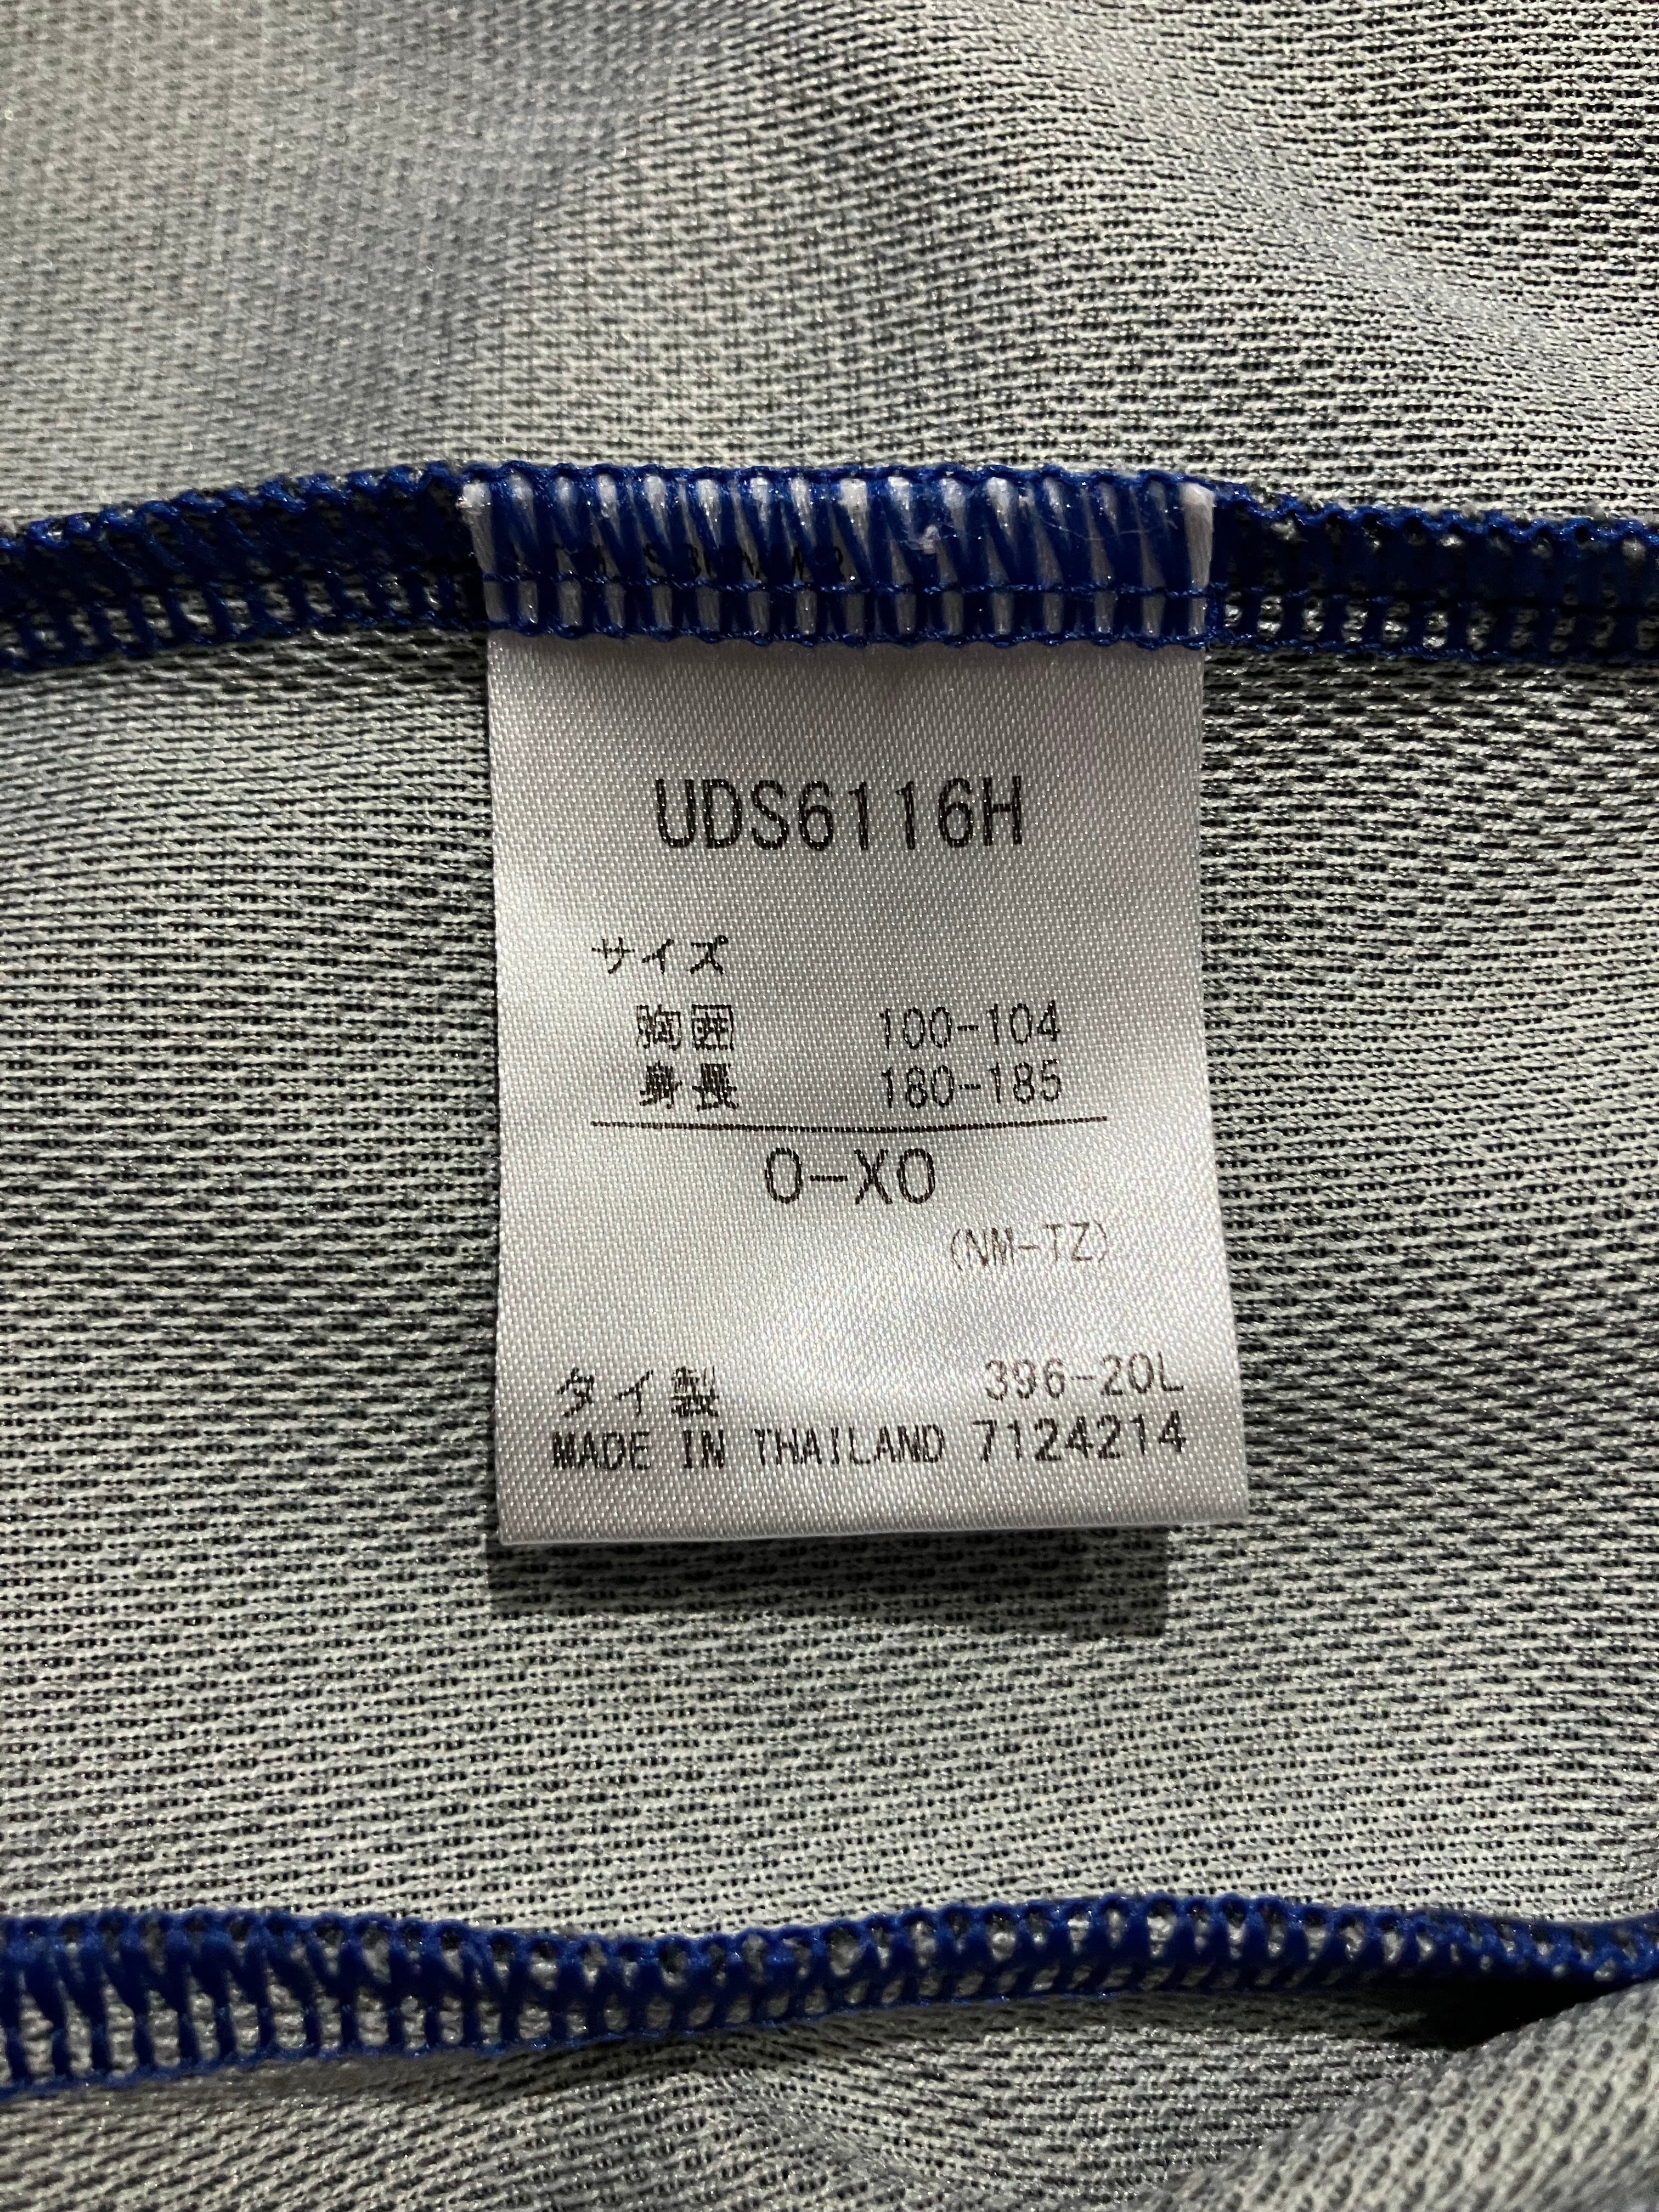 UDS6116H
サイズ
胸囲 100-104
身長 180-185
O-XO
(NM-TZ)
タイ製 396-20L
MADE IN THAILAND 7124214